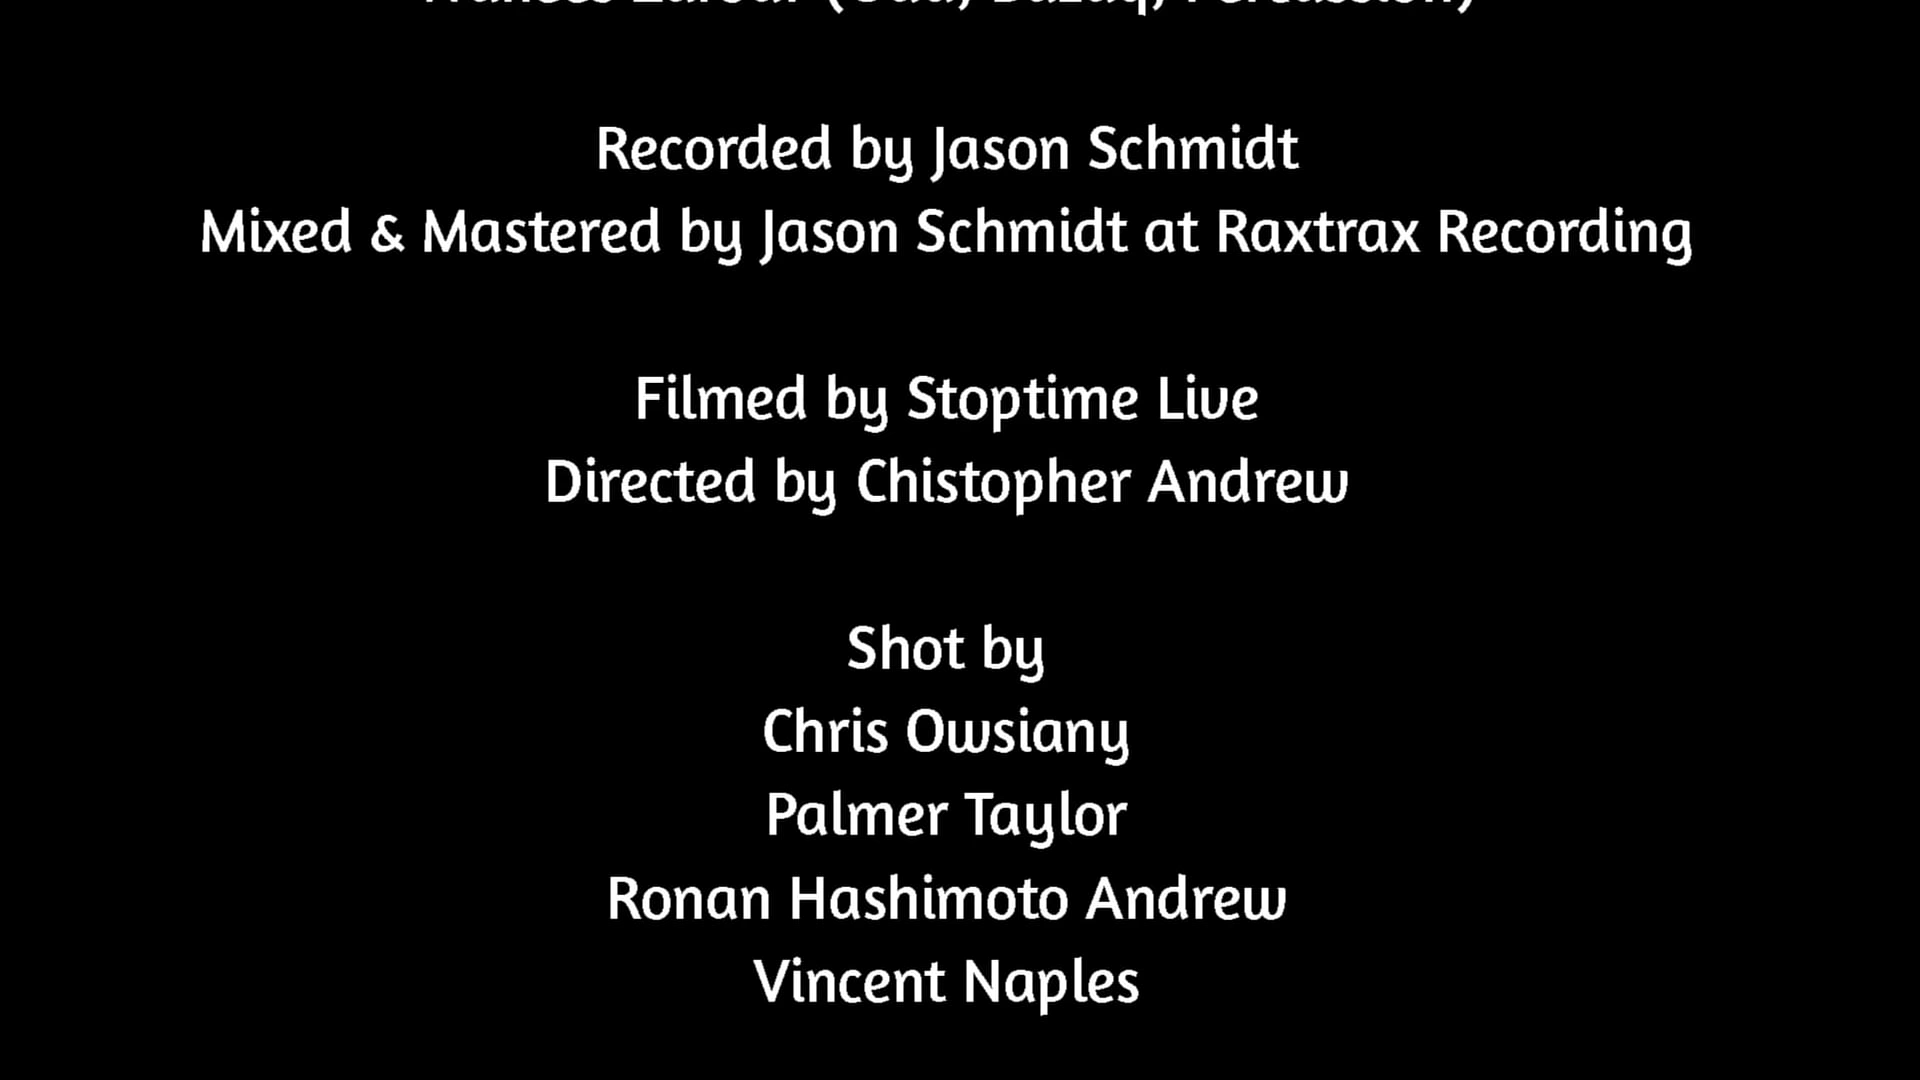 Recorded by Jason Schmidt
Mixed & Mastered by Jason Schmidt at Raxtrax Recording
Filmed by Stoptime Live
Directed by Chistopher Andrew
Shot by
Chris Owsiany
Palmer Taylor
Ronan Hashimoto Andrew
Vincent Naples